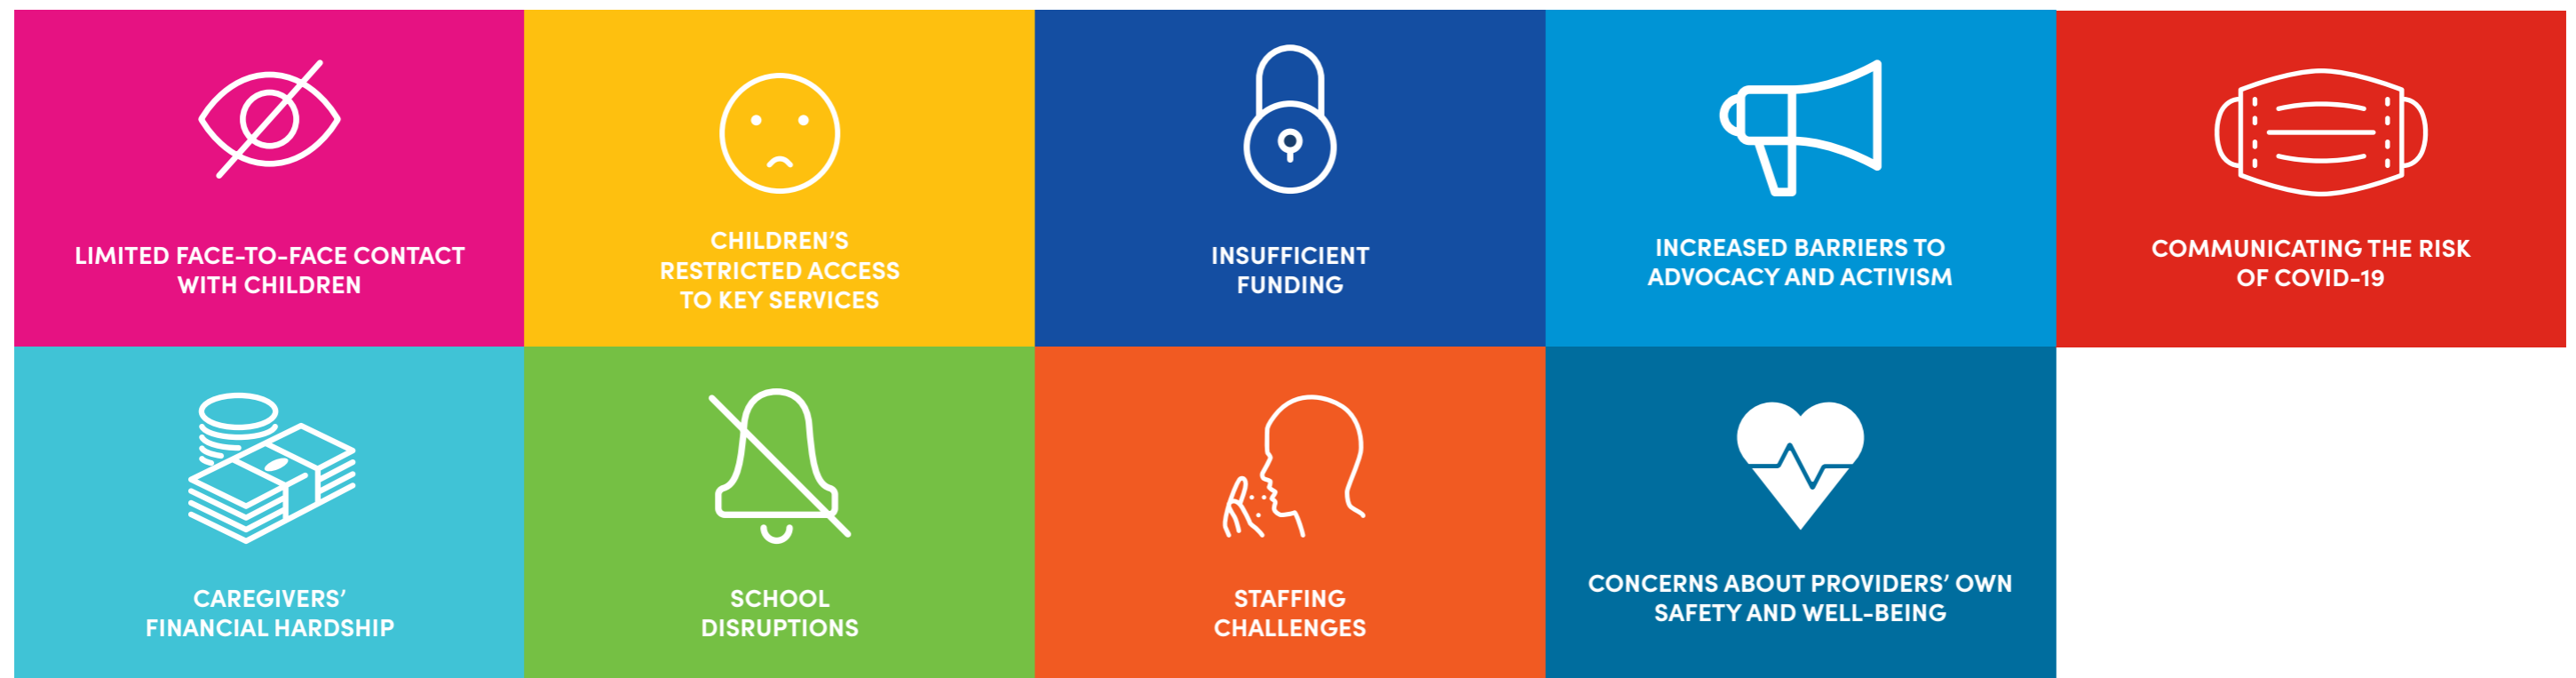 LIMITED FACE-TO-FACE CONTACT
WITH CHILDREN
CHILDREN’S
RESTRICTED ACCESS
TO KEY SERVICES
INSUFFICIENT
FUNDING
INCREASED BARRIERS TO
ADVOCACY AND ACTIVISM
COMMUNICATING THE RISK
OF COVID-19
CAREGIVERS’
FINANCIAL HARDSHIP
SCHOOL
DISRUPTIONS
STAFFING
CHALLENGES
CONCERNS ABOUT PROVIDERS’ OWN
SAFETY AND WELL-BEING